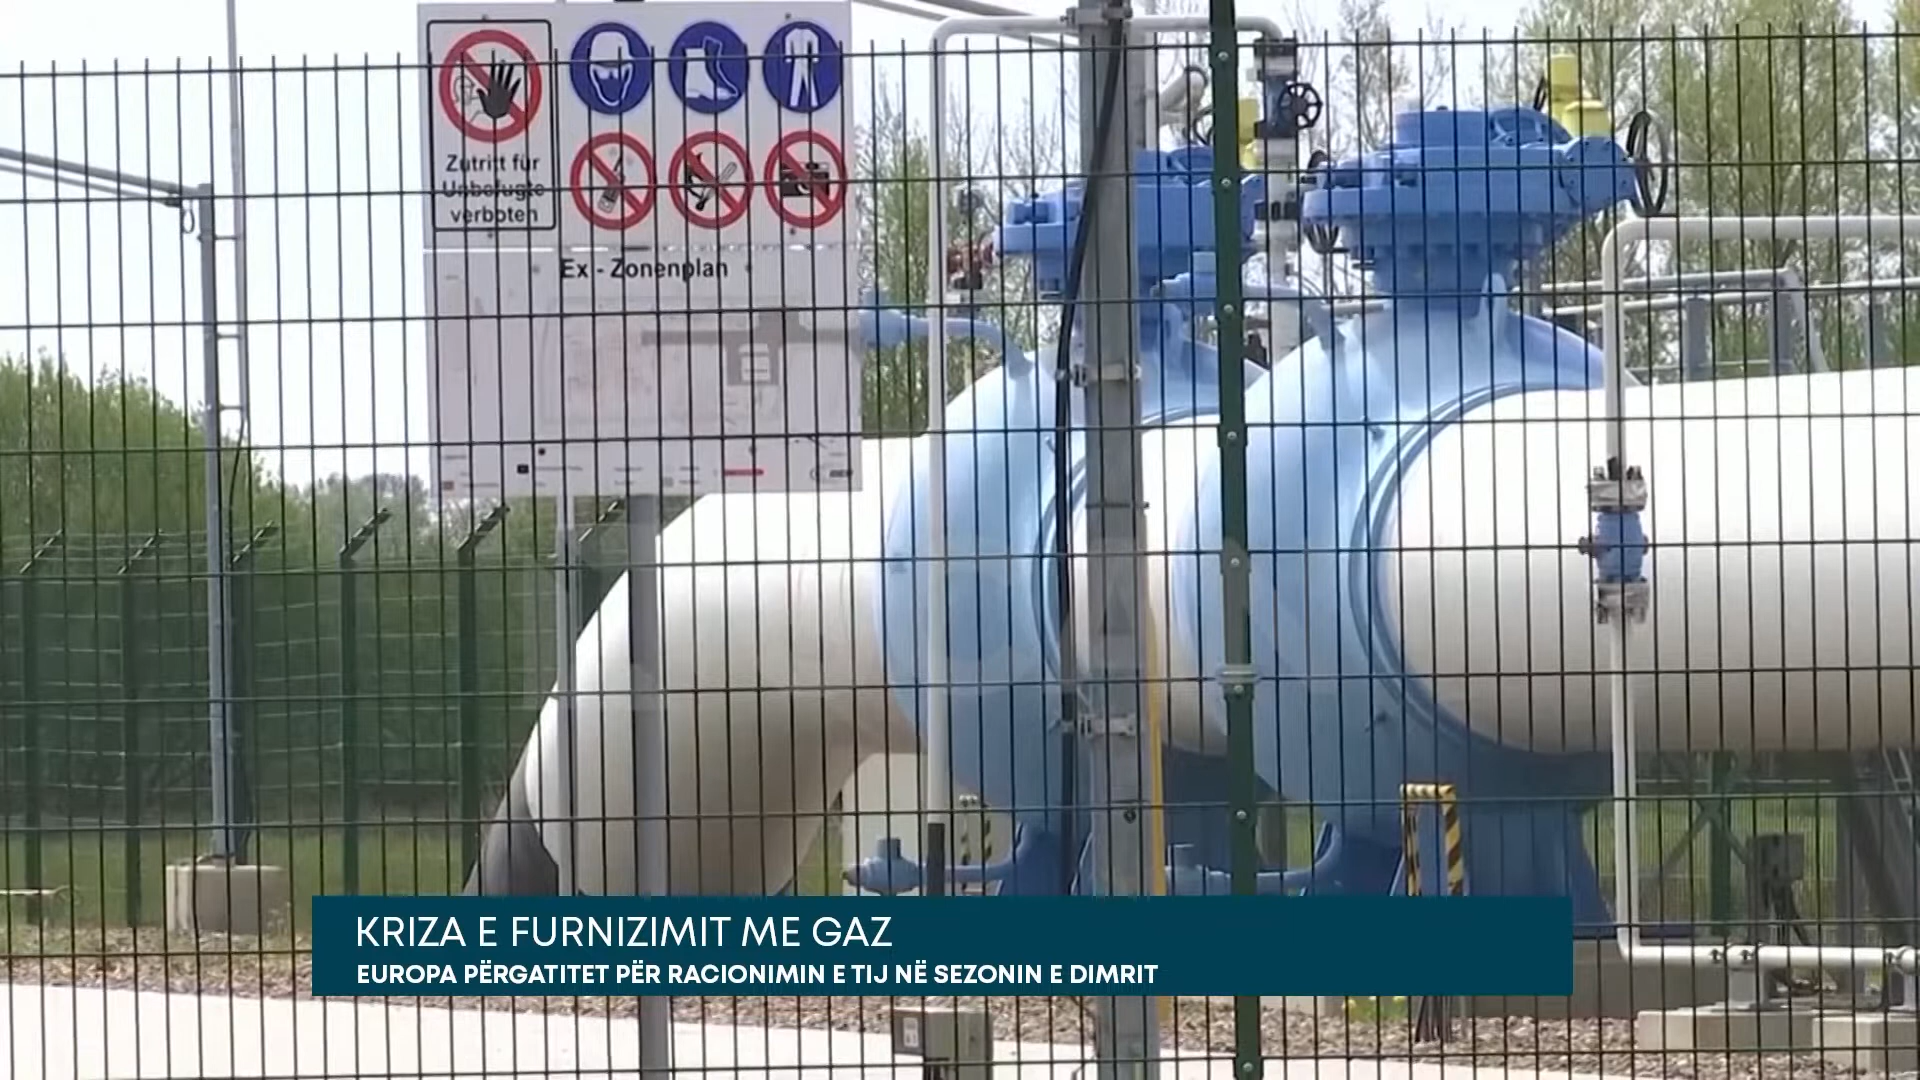 Zutritt für
Unbefugte
verboten
Ex - Zonenplan
KRIZA E FURNIZIMIT ME GAZ
EUROPA PËRGATITET PËR RACIONIMIN E TIJ NË SEZONIN E DIMRIT